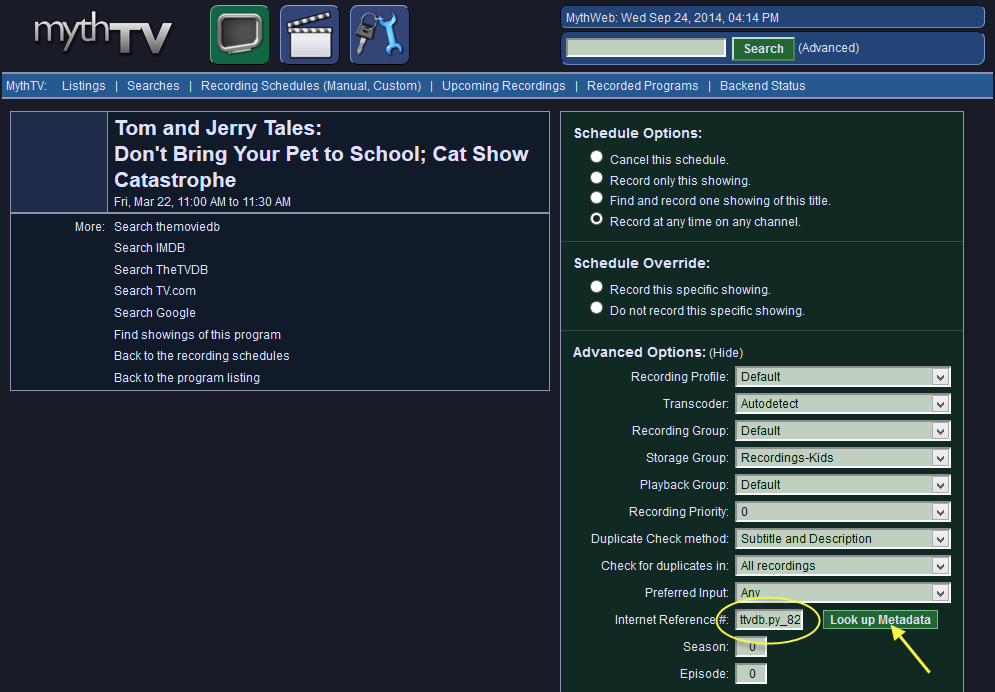 mythTV
MythWeb: Wed Sep 24, 2014, 04:14 PM
Search (Advanced)
MythTV: Listings | Searches | Recording Schedules (Manual, Custom) | Upcoming Recordings | Recorded Programs | Backend Status
Tom and Jerry Tales:
Don't Bring Your Pet to School; Cat Show
Catastrophe
Fri, Mar 22, 11:00 AM to 11:30 AM
More: Search themoviedb
Search IMDB
Search TheTVDB
Search TV.com
Search Google
Find showings of this program
Back to the recording schedules
Back to the program listing
Schedule Options:
Cancel this schedule.
Record only this showing.
Find and record one showing of this title.
Record at any time on any channel.
Schedule Override:
Record this specific showing.
Do not record this specific showing.
Advanced Options: (Hide)
Recording Profile: Default
Transcoder: Autodetect
Recording Group: Default
Storage Group: Recordings-Kids
Playback Group: Default
Recording Priority: 0
Duplicate Check method: Subtitle and Description
Check for duplicates in: All recordings
Preferred Input: Any
Internet Reference #: ttvdb.py_82 Look up Metadata
Season: 0
Episode: 0